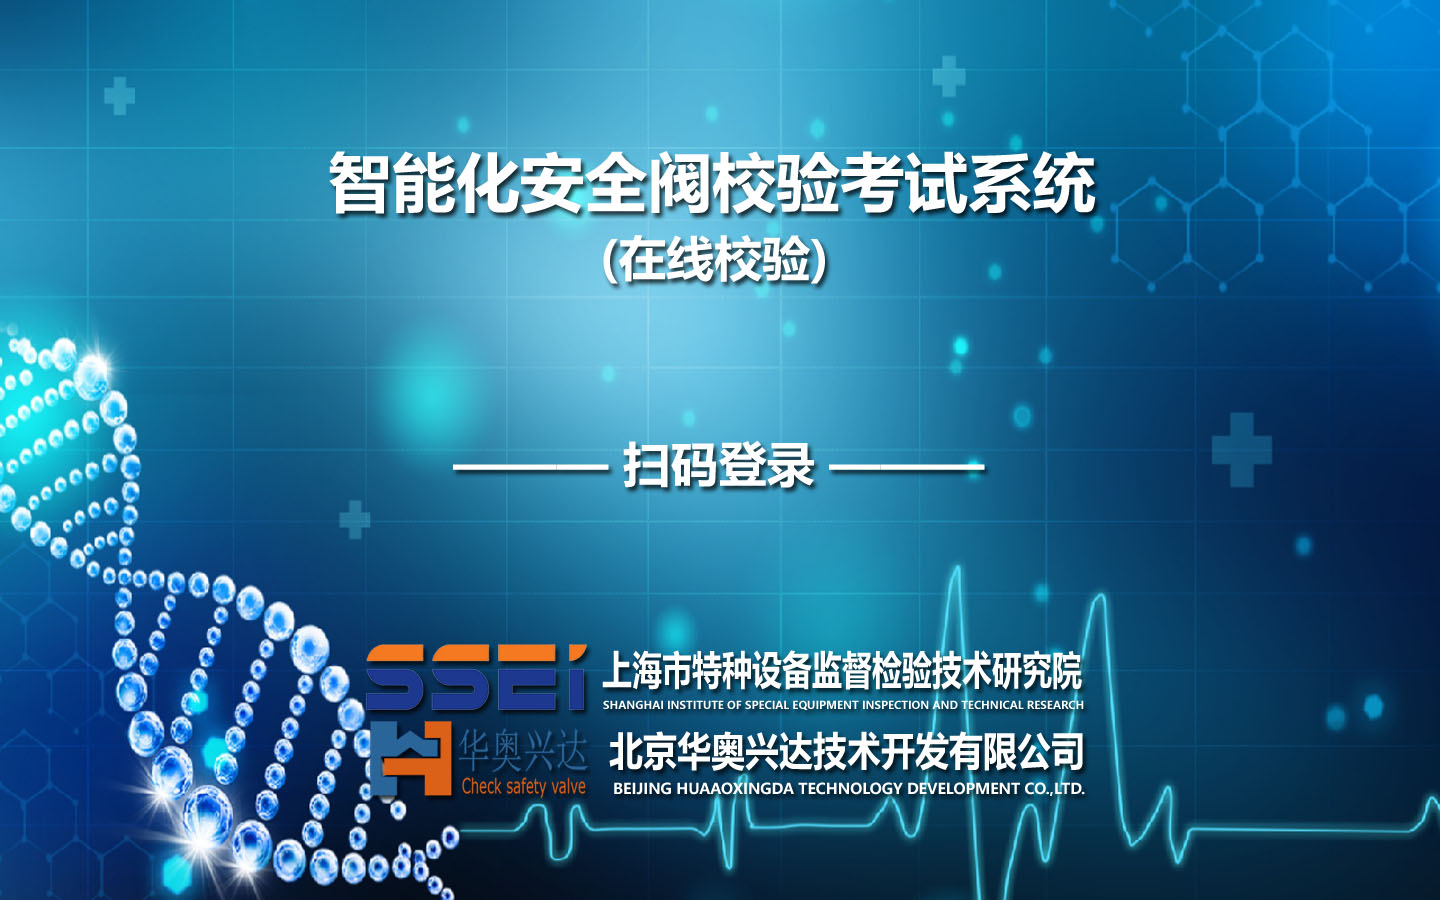 智能化安全阀校验考试系统
(在线校验)
——— 扫码登录 ———
SSEi
上海市特种设备监督检验技术研究院
SHANGHAI INSTITUTE OF SPECIAL EQUIPMENT INSPECTION AND TECHNICAL RESEARCH
华奥兴达
Check safety valve
北京华奥兴达技术开发有限公司
BEIJING HUAAOXINGDA TECHNOLOGY DEVELOPMENT CO.,LTD.